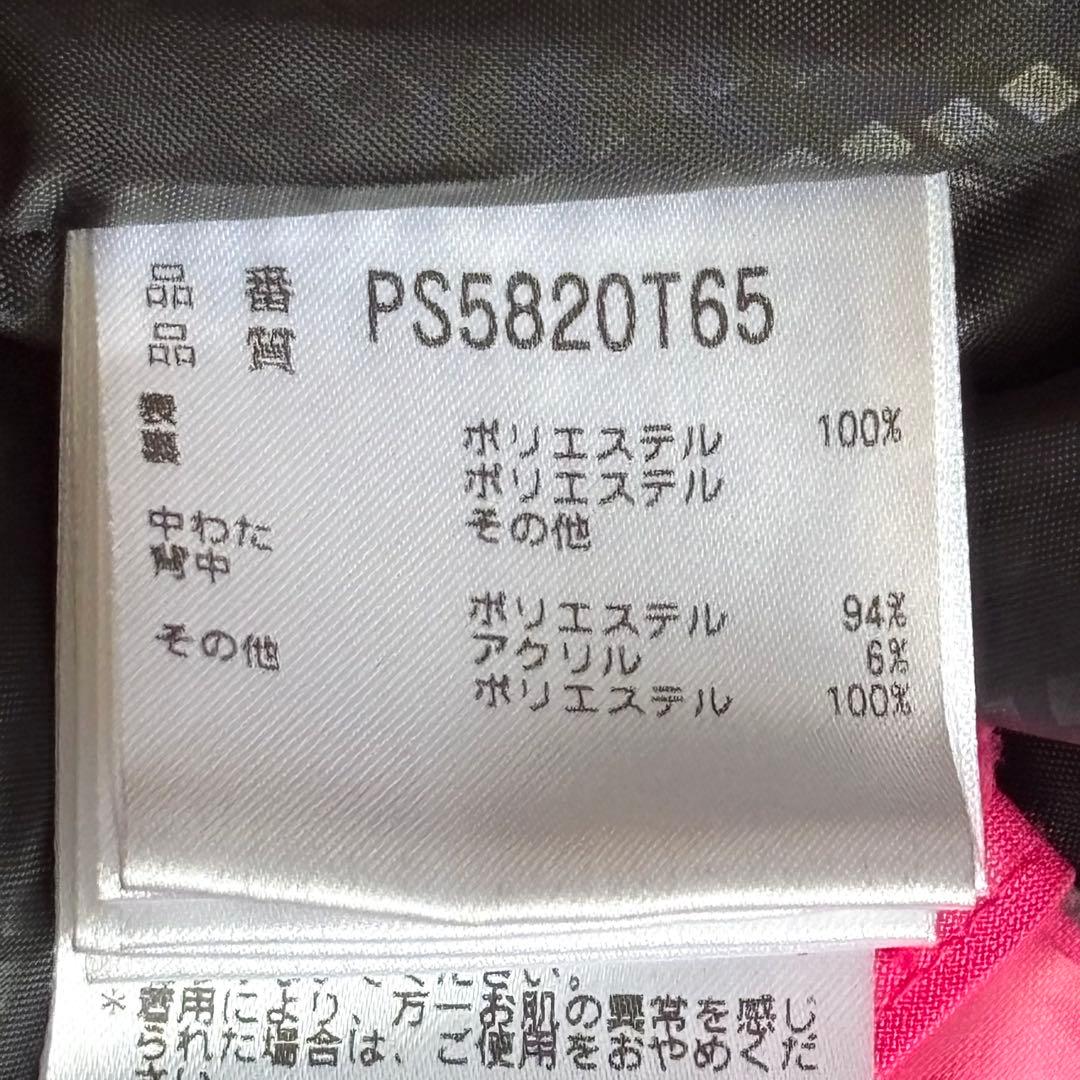 品 番 PS5820T65
品 質
ポリエステル 100%
ポリエステル
中わた その他
背中
ポリエステル 94%
その他 アクリル 6%
ポリエステル 100%
*着用により、万一お肌の異常を感じ
られた場合は、ご使用をおやめくだ
さい